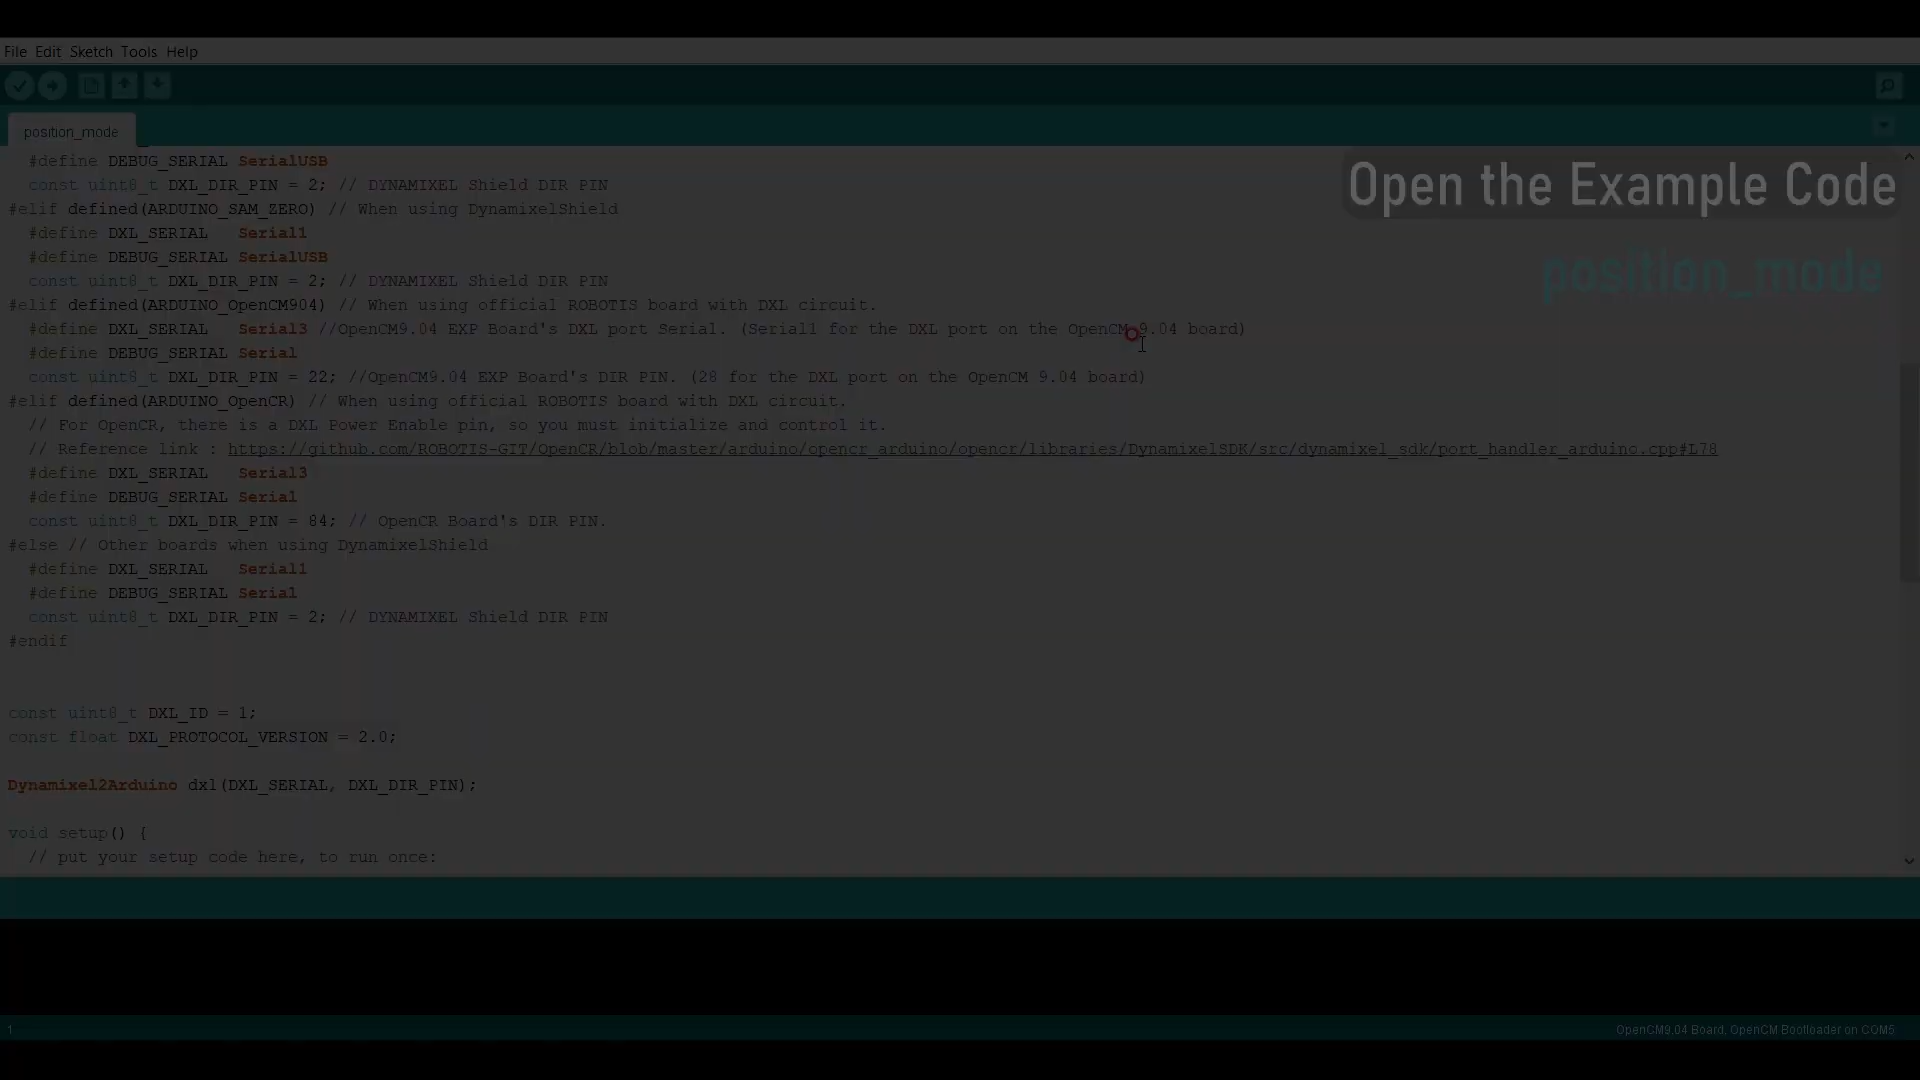 File Edit Sketch Tools Help
position_mode
#define DEBUG_SERIAL SerialUSB
const uint8_t DXL_DIR_PIN = 2; // DYNAMIXEL Shield DIR PIN
#elif defined(ARDUINO_SAM_ZERO) // When using DynamixelShield
#define DXL_SERIAL Serial1
#define DEBUG_SERIAL SerialUSB
const uint8_t DXL_DIR_PIN = 2; // DYNAMIXEL Shield DIR PIN
#elif defined(ARDUINO_OpenCM904) // When using official ROBOTIS board with DXL circuit.
#define DXL_SERIAL Serial3 //OpenCM9.04 EXP Board's DXL port Serial. (Serial1 for the DXL port on the OpenCM 9.04 board)
#define DEBUG_SERIAL Serial
const uint8_t DXL_DIR_PIN = 22; //OpenCM9.04 EXP Board's DIR PIN. (28 for the DXL port on the OpenCM 9.04 board)
#elif defined(ARDUINO_OpenCR) // When using official ROBOTIS board with DXL circuit.
// For OpenCR, there is a DXL Power Enable pin, so you must initialize and control it.
// Reference link : https://github.com/ROBOTIS-GIT/OpenCR/blob/master/arduino/opencr_arduino/opencr/libraries/DynamixelSDK/src/dynamixel_sdk/port_handler_arduino.cpp#L78
#define DXL_SERIAL Serial3
#define DEBUG_SERIAL Serial
const uint8_t DXL_DIR_PIN = 84; // OpenCR Board's DIR PIN.
#else // Other boards when using DynamixelShield
#define DXL_SERIAL Serial1
#define DEBUG_SERIAL Serial
const uint8_t DXL_DIR_PIN = 2; // DYNAMIXEL Shield DIR PIN
#endif
const uint8_t DXL_ID = 1;
const float DXL_PROTOCOL_VERSION = 2.0;
Dynamixel2Arduino dxl(DXL_SERIAL, DXL_DIR_PIN);
void setup() {
// put your setup code here, to run once:
Open the Example Code
position_mode
1
OpenCM9.04 Board, OpenCM Bootloader on COM5